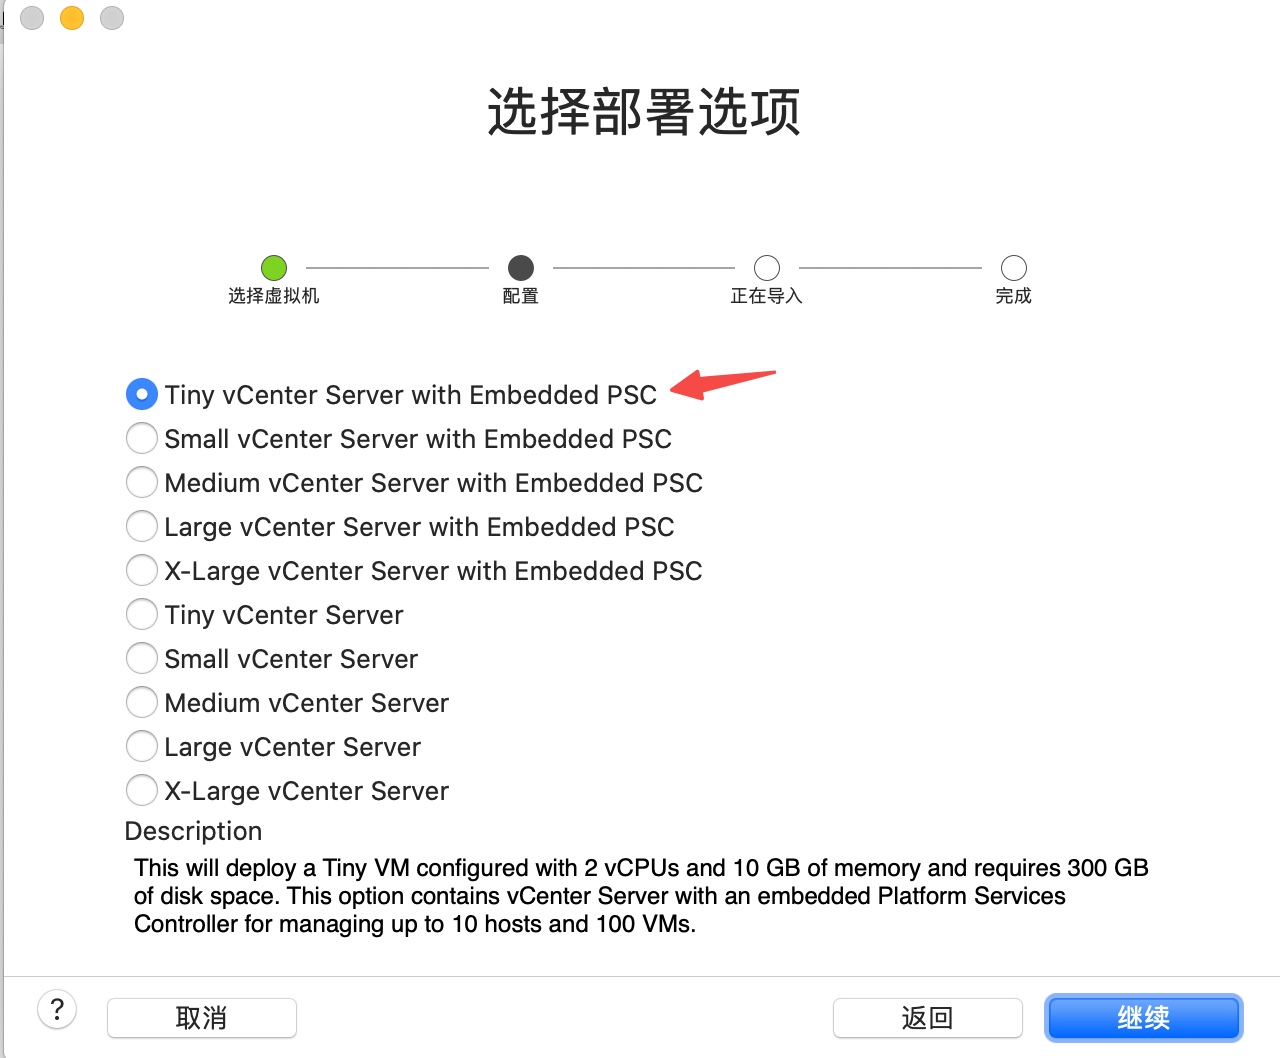 选择部署选项
选择虚拟机
配置
正在导入
完成
Tiny vCenter Server with Embedded PSC
Small vCenter Server with Embedded PSC
Medium vCenter Server with Embedded PSC
Large vCenter Server with Embedded PSC
X-Large vCenter Server with Embedded PSC
Tiny vCenter Server
Small vCenter Server
Medium vCenter Server
Large vCenter Server
X-Large vCenter Server
Description
This will deploy a Tiny VM configured with 2 vCPUs and 10 GB of memory and requires 300 GB
of disk space. This option contains vCenter Server with an embedded Platform Services
Controller for managing up to 10 hosts and 100 VMs.
?
取消
返回
继续